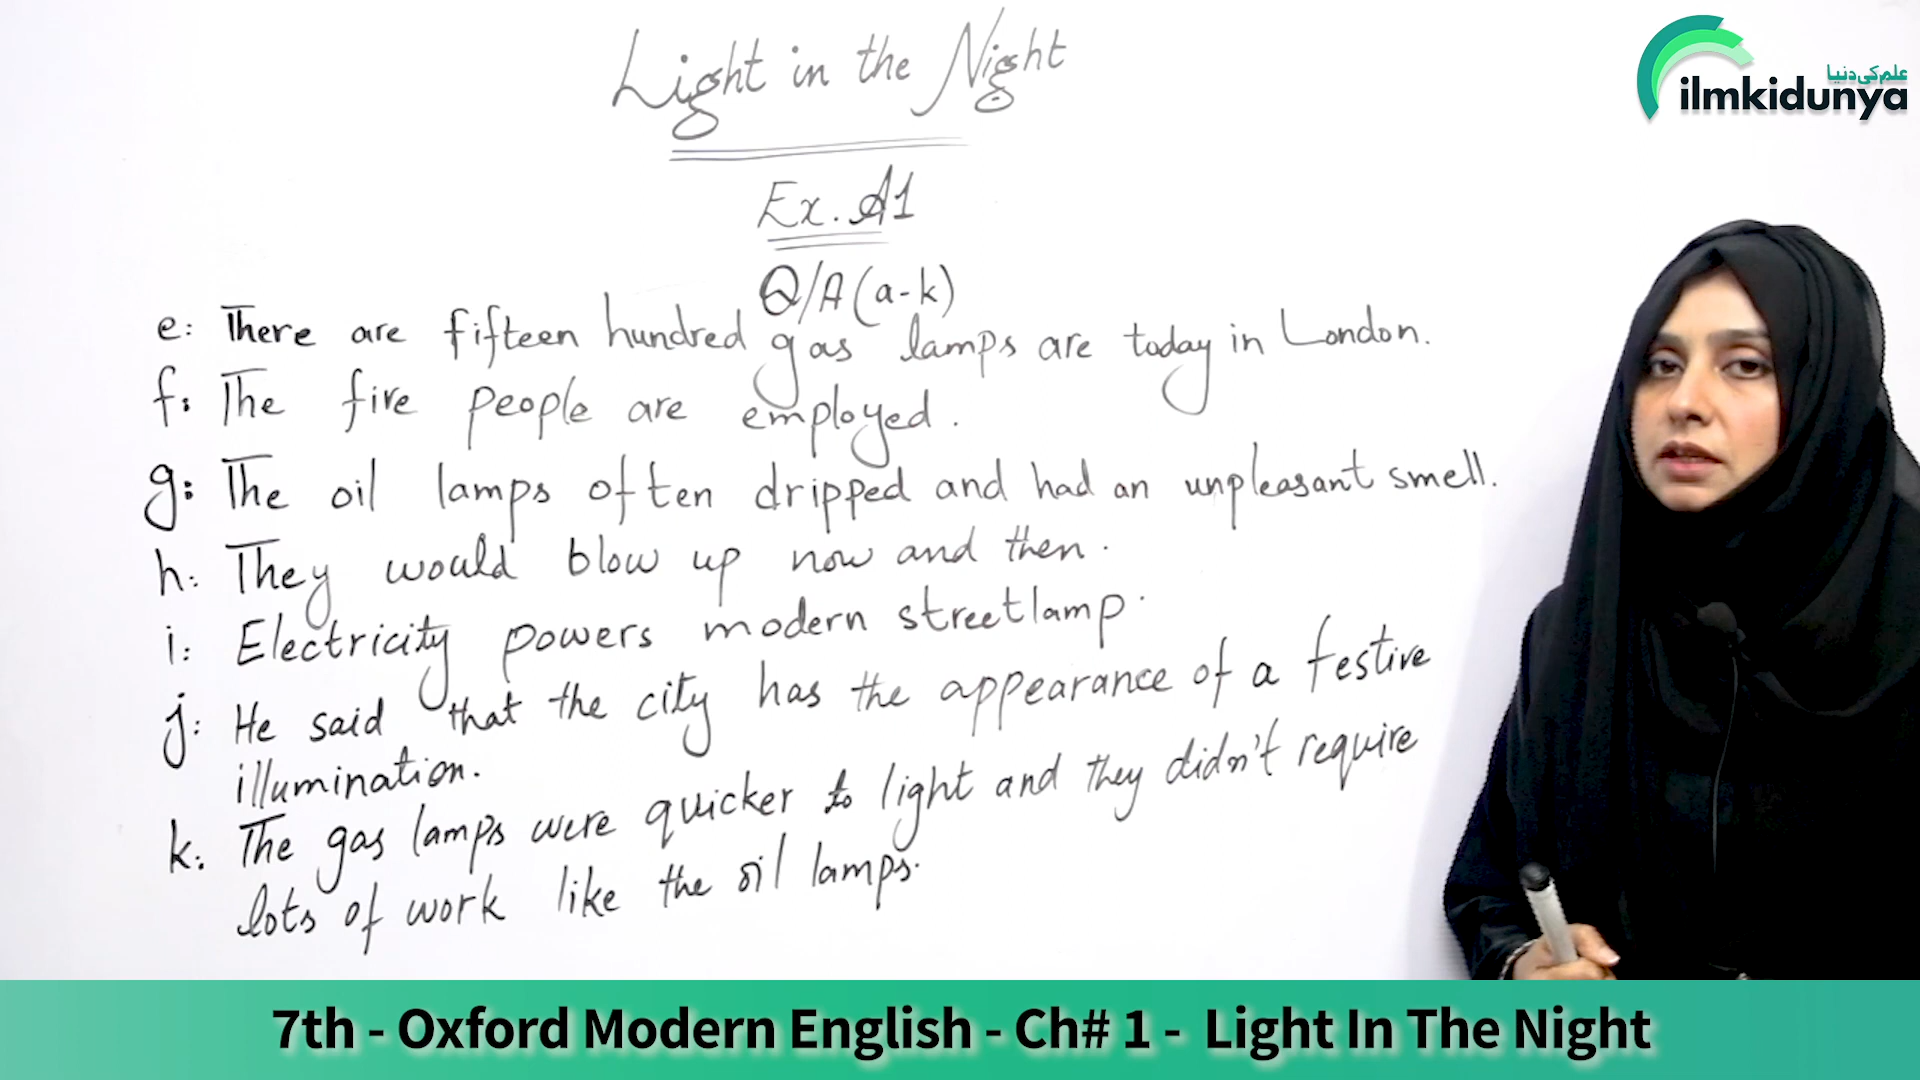 Light in the Night
علم کی دنیا
ilmkidunya
Ex. A1
Q/A (a-k)
e: There are fifteen hundred gas lamps are today in London.
f: The five people are employed.
g: The oil lamps often dripped and had an unpleasant smell.
h: They would blow up now and then.
i: Electricity powers modern streetlamp.
j: He said that the city has the appearance of a festive
illumination.
k: The gas lamps were quicker to light and they didn't require
lots of work like the oil lamps.
7th - Oxford Modern English - Ch# 1 - Light In The Night